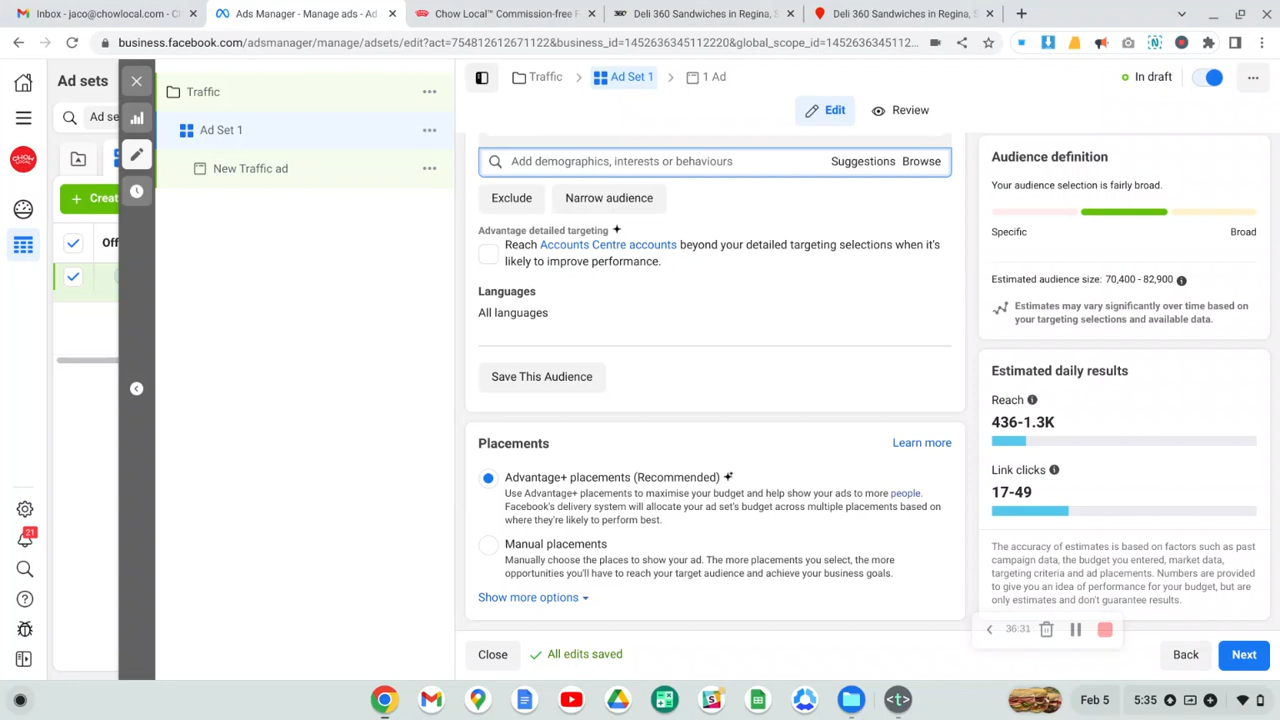 Inbox - jaco@chowlocal.com - C
Ads Manager - Manage ads - Ad
Chow Local™ Commission-free F
Deli 360 Sandwiches in Regina, S
Deli 360 Sandwiches in Regina, S
business.facebook.com/adsmanager/manage/adsets/edit?act=754812612671122&business_id=1452636345112220&global_scope_id=1452636345112...
Ad sets
Ad se
Creat
Off
CHOW LOCAL
21
Traffic
Ad Set 1
New Traffic ad
Traffic
Ad Set 1
1 Ad
In draft
Edit
Review
Add demographics, interests or behaviours
Suggestions
Browse
Exclude
Narrow audience
Advantage detailed targeting
Reach Accounts Centre accounts beyond your detailed targeting selections when it's
likely to improve performance.
Languages
All languages
Save This Audience
Placements
Learn more
Advantage+ placements (Recommended)
Use Advantage+ placements to maximise your budget and help show your ads to more people.
Facebook's delivery system will allocate your ad set's budget across multiple placements based on
where they're likely to perform best.
Manual placements
Manually choose the places to show your ad. The more placements you select, the more
opportunities you'll have to reach your target audience and achieve your business goals.
Show more options
Close
All edits saved
Back
Next
Audience definition
Your audience selection is fairly broad.
Specific
Broad
Estimated audience size: 70,400 - 82,900
Estimates may vary significantly over time based on
your targeting selections and available data.
Estimated daily results
Reach
436-1.3K
Link clicks
17-49
The accuracy of estimates is based on factors such as past
campaign data, the budget you entered, market data,
targeting criteria and ad placements. Numbers are provided
to give you an idea of performance for your budget, but are
only estimates and don't guarantee results.
36:31
Feb 5
5:35